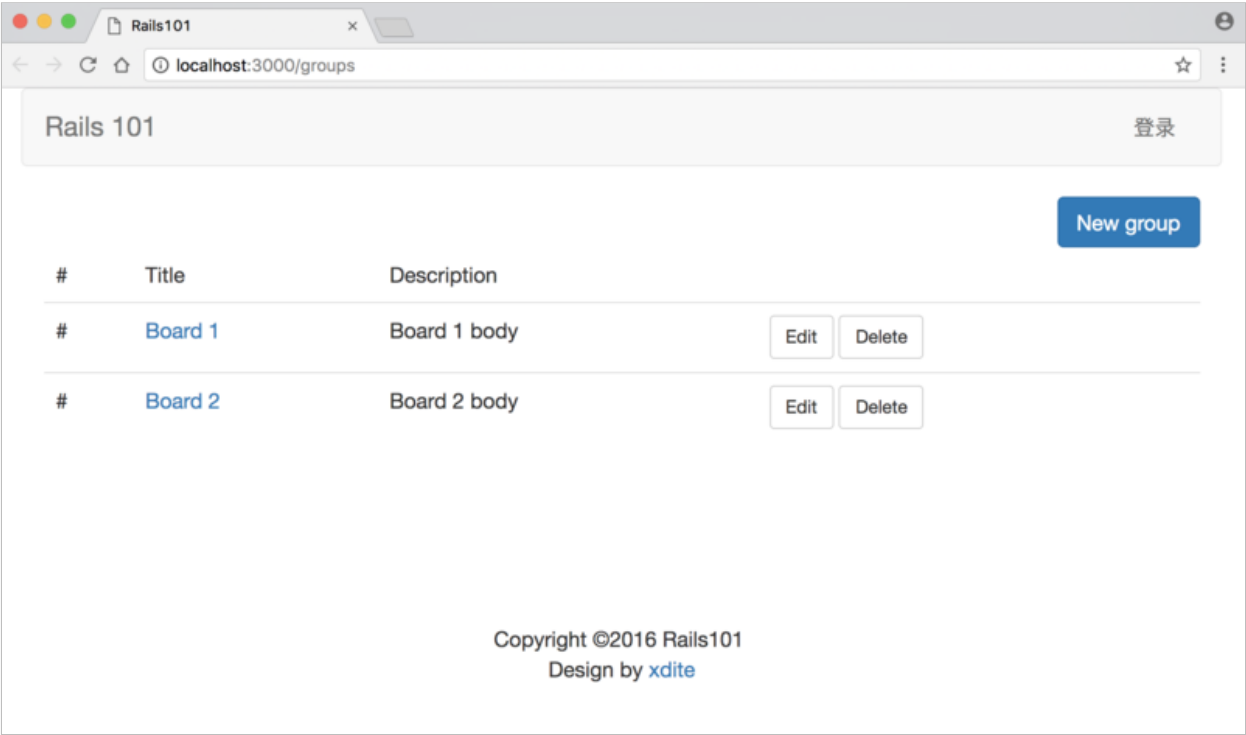 Rails101
localhost:3000/groups
Rails 101 登录
New group
# Title Description
# Board 1 Board 1 body Edit Delete
# Board 2 Board 2 body Edit Delete
Copyright ©2016 Rails101
Design by xdite